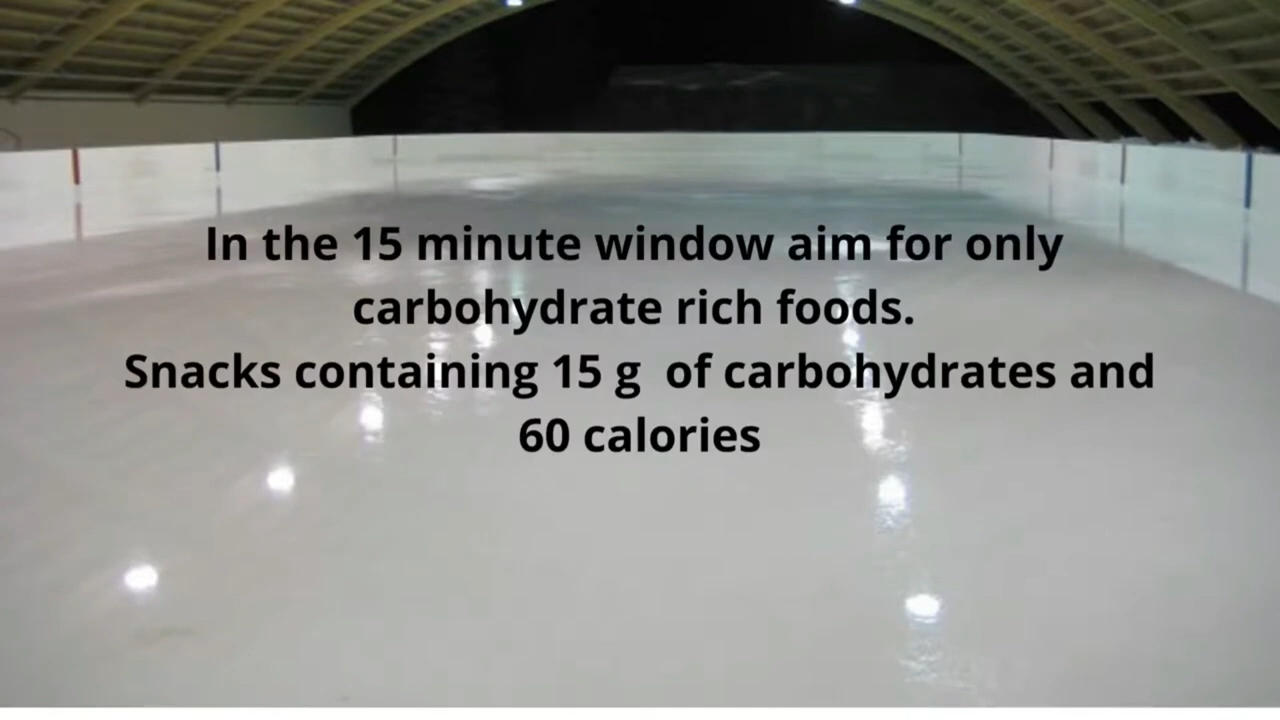 In the 15 minute window aim for only
carbohydrate rich foods.
Snacks containing 15 g  of carbohydrates and
60 calories